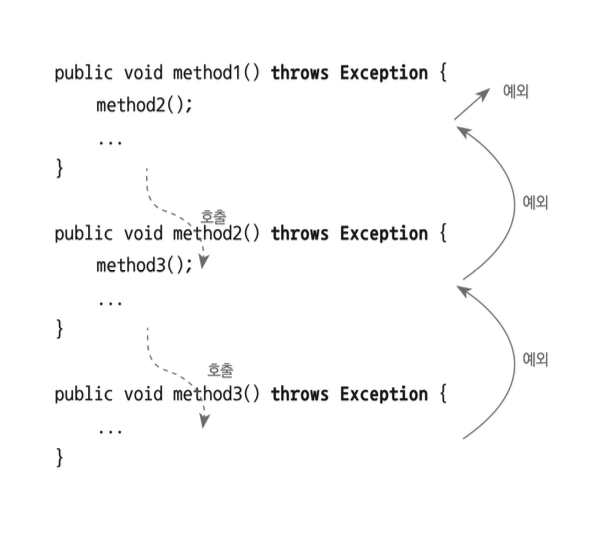 public void method1() throws Exception {
예외
method2();
...
}
예외
호출
public void method2() throws Exception {
method3();
...
}
예외
호출
public void method3() throws Exception {
...
}